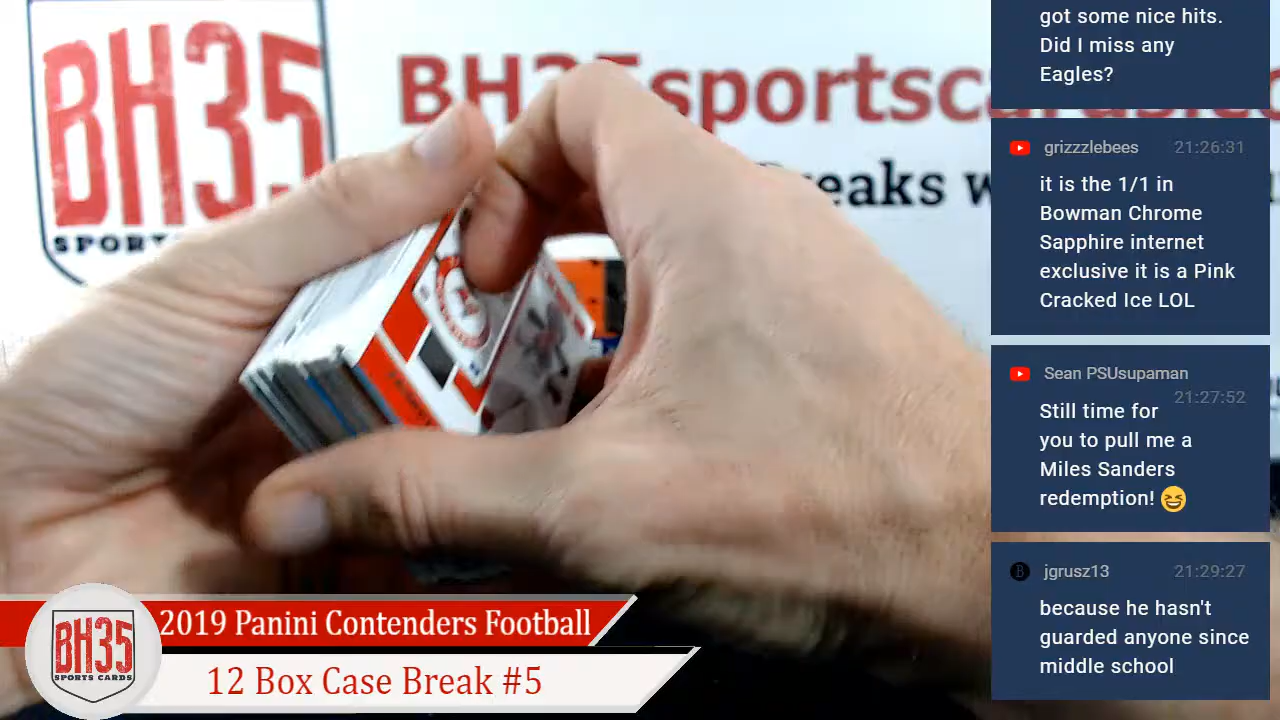 BH35
SPORTS
BH35sportscards.c
reaks w
got some nice hits.
Did I miss any
Eagles?
grizzzlebees 21:26:31
it is the 1/1 in
Bowman Chrome
Sapphire internet
exclusive it is a Pink
Cracked Ice LOL
Sean PSUsupaman
21:27:52
Still time for
you to pull me a
Miles Sanders
redemption! 😆
jgrusz13 21:29:27
because he hasn't
guarded anyone since
middle school
BH35
SPORTS CARDS
2019 Panini Contenders Football
12 Box Case Break #5